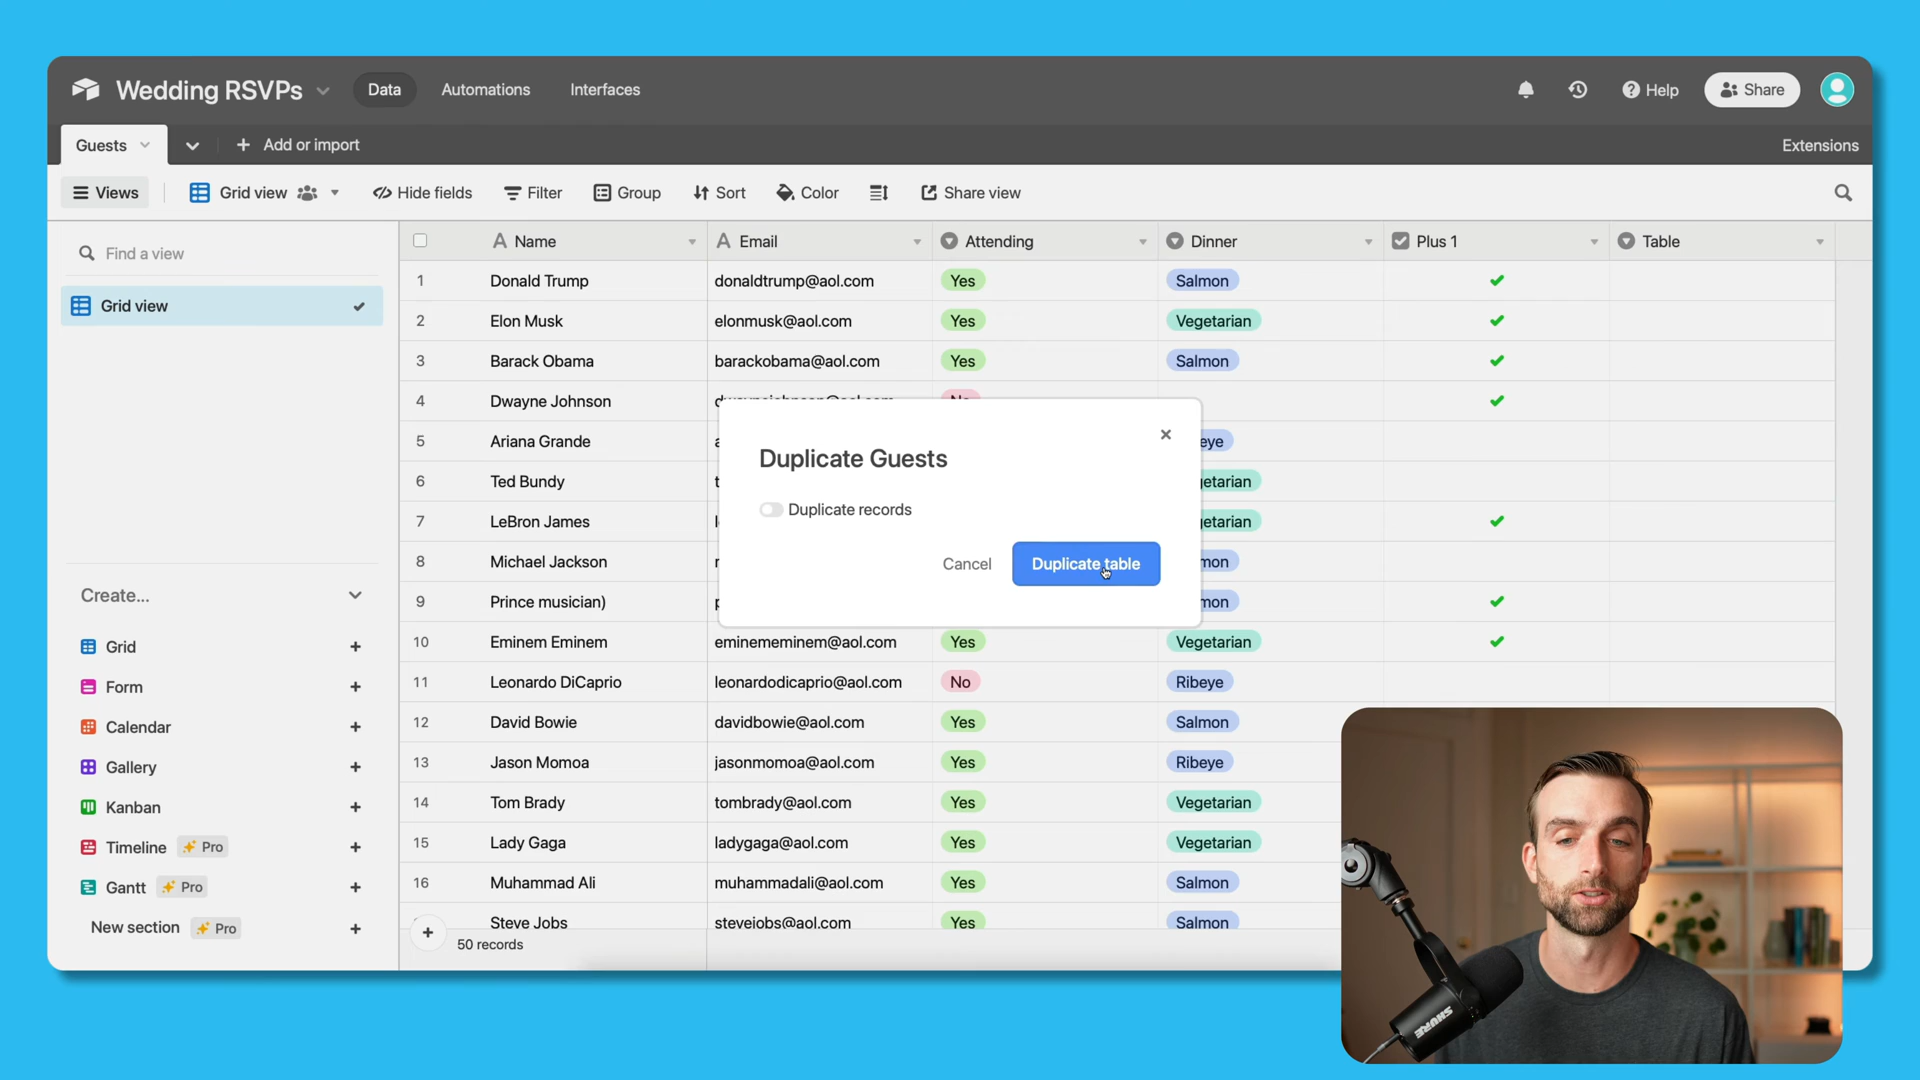 Wedding RSVPs
Data
Automations
Interfaces
Help
Share
Guests
Add or import
Extensions
Views
Grid view
Hide fields
Filter
Group
Sort
Color
Share view
Find a view
Grid view
Name
Email
Attending
Dinner
Plus 1
Table
1 Donald Trump donaldtrump@aol.com Yes Salmon
2 Elon Musk elonmusk@aol.com Yes Vegetarian
3 Barack Obama barackobama@aol.com Yes Salmon
4 Dwayne Johnson
5 Ariana Grande
6 Ted Bundy
7 LeBron James
8 Michael Jackson
9 Prince musician)
Duplicate Guests
Duplicate records
Cancel
Duplicate table
10 Eminem Eminem eminememinem@aol.com Yes Vegetarian
11 Leonardo DiCaprio leonardodicaprio@aol.com No Ribeye
12 David Bowie davidbowie@aol.com Yes Salmon
13 Jason Momoa jasonmomoa@aol.com Yes Ribeye
14 Tom Brady tombrady@aol.com Yes Vegetarian
15 Lady Gaga ladygaga@aol.com Yes Vegetarian
16 Muhammad Ali muhammadali@aol.com Yes Salmon
Steve Jobs stevejobs@aol.com Yes Salmon
50 records
Create...
Grid
Form
Calendar
Gallery
Kanban
Timeline Pro
Gantt Pro
New section Pro
SHURE